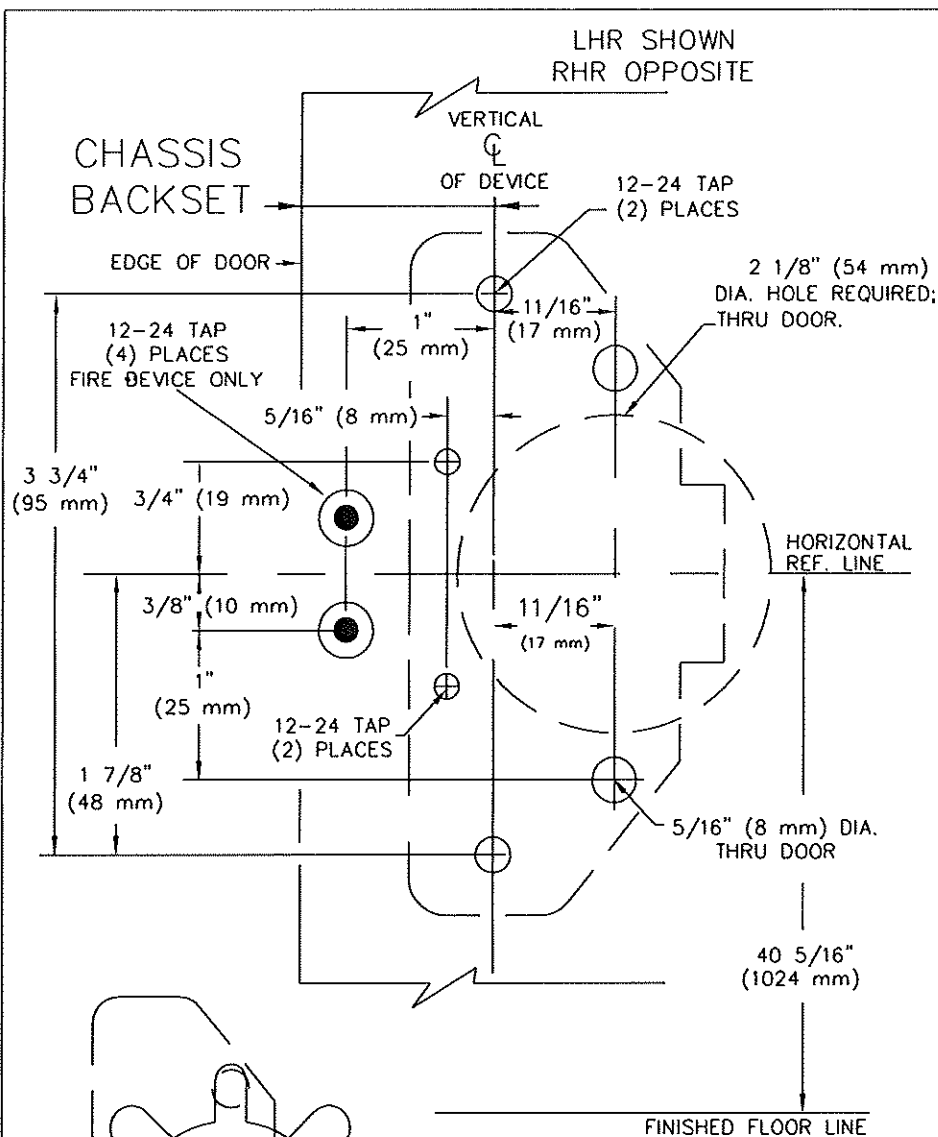 LHR SHOWN
RHR OPPOSITE
CHASSIS
BACKSET
VERTICAL
℄
OF DEVICE
12-24 TAP
(2) PLACES
EDGE OF DOOR
2 1/8" (54 mm)
DIA. HOLE REQUIRED;
THRU DOOR.
1"
(25 mm)
11/16"
(17 mm)
12-24 TAP
(4) PLACES
FIRE DEVICE ONLY
5/16" (8 mm)
3 3/4"
(95 mm)
3/4" (19 mm)
HORIZONTAL
REF. LINE
3/8" (10 mm)
11/16"
(17 mm)
1"
(25 mm)
12-24 TAP
(2) PLACES
1 7/8"
(48 mm)
5/16" (8 mm) DIA.
THRU DOOR
40 5/16"
(1024 mm)
FINISHED FLOOR LINE